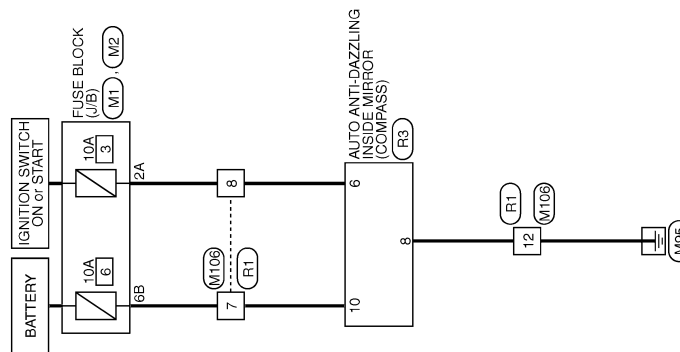 BATTERY
IGNITION SWITCH
ON or START
FUSE BLOCK
(J/B)
M1 , M2
10A
6
10A
3
6B
2A
7
8
M106
R1
10
6
AUTO ANTI-DAZZLING
INSIDE MIRROR
(COMPASS)
R3
8
12
R1
M106
M95